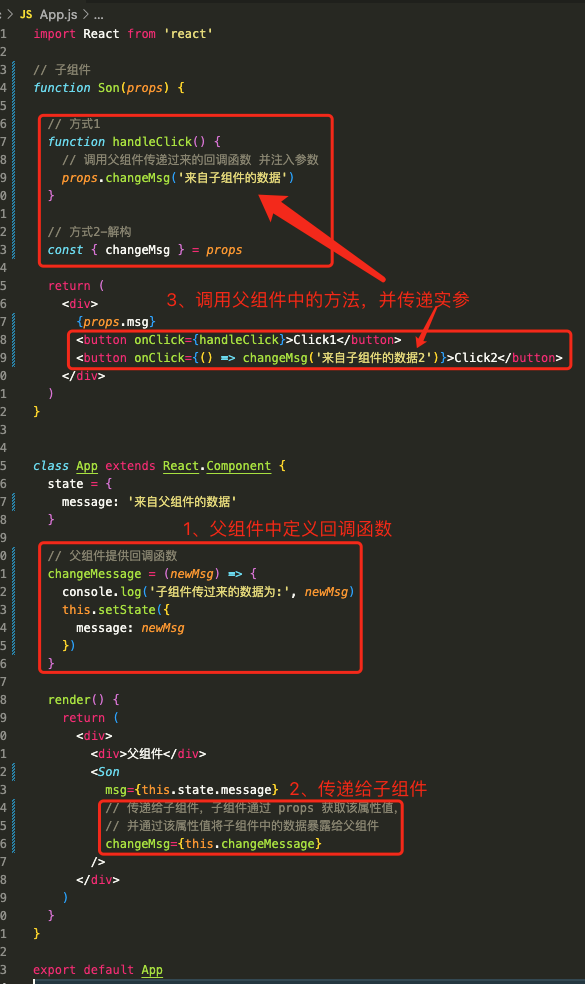 JS App.js > ...
1 import React from 'react'
2
3 // 子组件
4 function Son(props) {
5
6 // 方式1
7 function handleClick() {
8 // 调用父组件传递过来的回调函数 并注入参数
9 props.changeMsg('来自子组件的数据')
0 }
1
2 // 方式2-解构
3 const { changeMsg } = props
4
5 return (
3、调用父组件中的方法，并传递实参
6 <div>
7 {props.msg}
8 <button onClick={handleClick}>Click1</button>
9 <button onClick={() => changeMsg('来自子组件的数据2')}>Click2</button>
0 </div>
1 )
2 }
3
4
5 class App extends React.Component {
6 state = {
7 message: '来自父组件的数据'
8 }
1、父组件中定义回调函数
9
0 // 父组件提供回调函数
1 changeMessage = (newMsg) => {
2 console.log('子组件传过来的数据为:', newMsg)
3 this.setState({
4 message: newMsg
5 })
6 }
7
8 render() {
9 return (
0 <div>
1 <div>父组件</div>
2 <Son
3 msg={this.state.message} 2、传递给子组件
4 // 传递给子组件，子组件通过 props 获取该属性值，
5 // 并通过该属性值将子组件中的数据暴露给父组件
6 changeMsg={this.changeMessage}
7 />
8 </div>
9 )
0 }
1 }
2
3 export default App